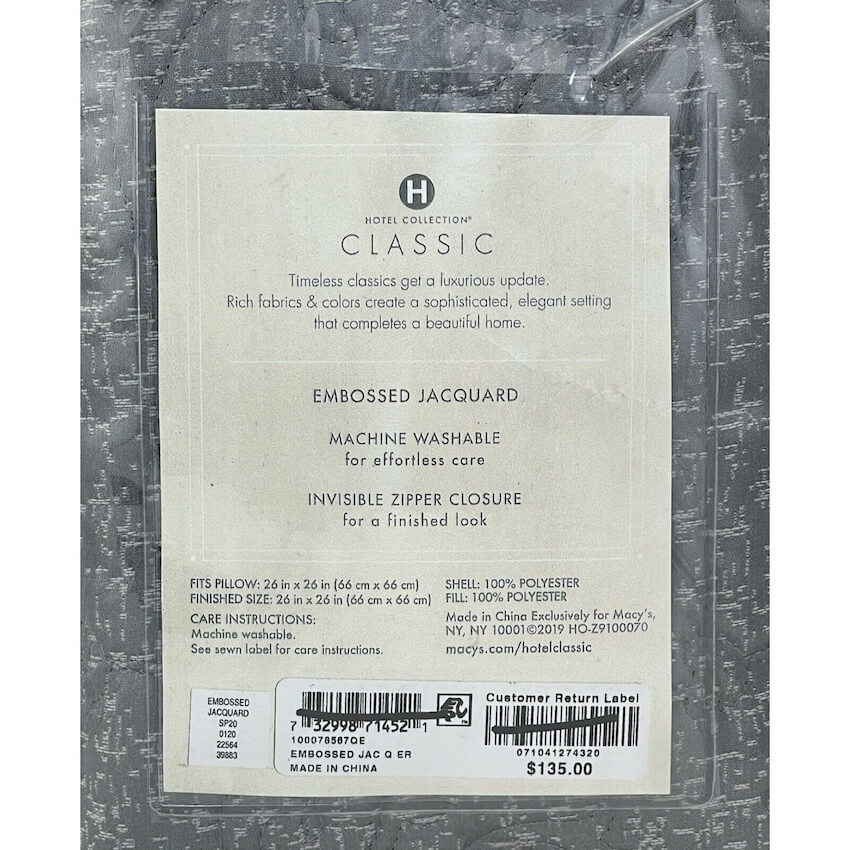 H
HOTEL COLLECTION®
CLASSIC
Timeless classics get a luxurious update.
Rich fabrics & colors create a sophisticated, elegant setting
that completes a beautiful home.
EMBOSSED JACQUARD
MACHINE WASHABLE
for effortless care
INVISIBLE ZIPPER CLOSURE
for a finished look
FITS PILLOW: 26 in x 26 in (66 cm x 66 cm)
FINISHED SIZE: 26 in x 26 in (66 cm x 66 cm)
CARE INSTRUCTIONS:
Machine washable.
See sewn label for care instructions.
SHELL: 100% POLYESTER
FILL: 100% POLYESTER
Made in China Exclusively for Macy's,
NY, NY 10001©2019 HO-Z9100070
macys.com/hotelclassic
EMBOSSED
JACQUARD
SP20
0120
22564
39883
7 32998 71452 1
100078567QE
EMBOSSED JAC Q ER
MADE IN CHINA
Customer Return Label
071041274320
$135.00